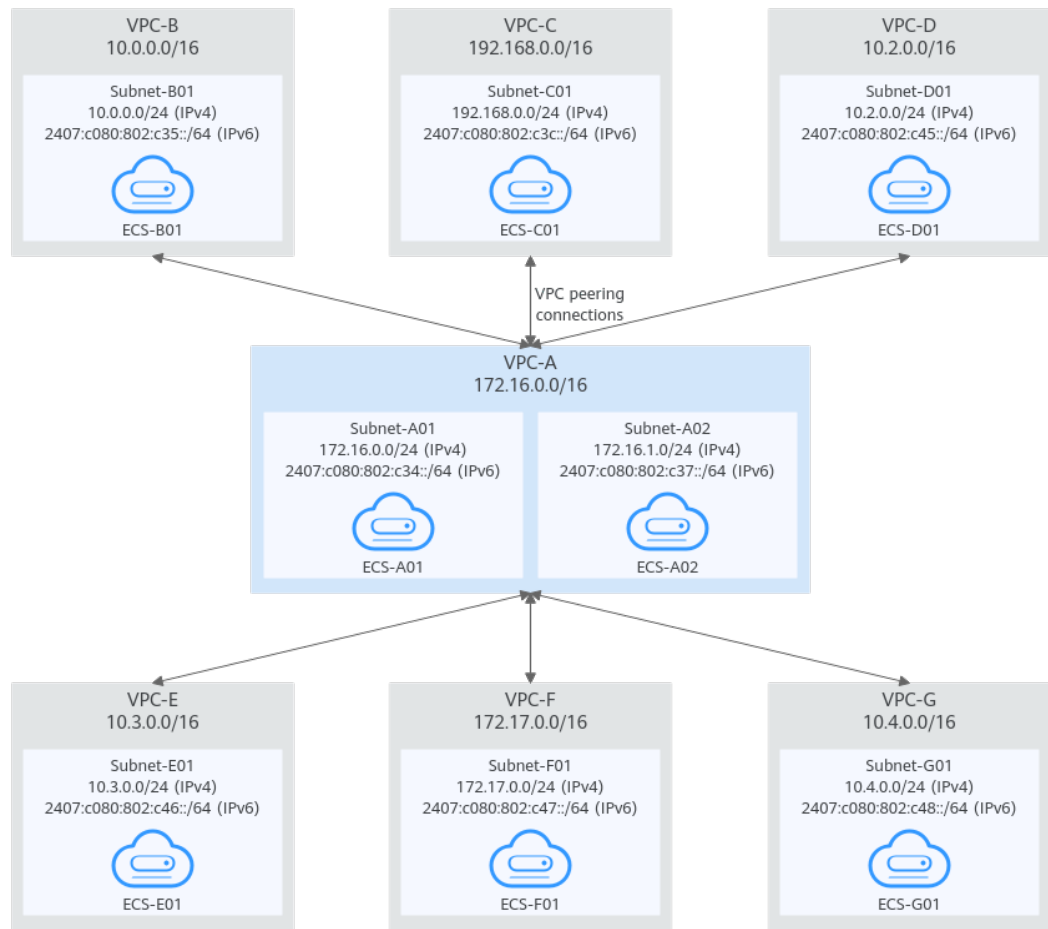 VPC-B
10.0.0.0/16
Subnet-B01
10.0.0.0/24 (IPv4)
2407:c080:802:c35::/64 (IPv6)
ECS-B01
VPC-C
192.168.0.0/16
Subnet-C01
192.168.0.0/24 (IPv4)
2407:c080:802:c3c::/64 (IPv6)
ECS-C01
VPC-D
10.2.0.0/16
Subnet-D01
10.2.0.0/24 (IPv4)
2407:c080:802:c45::/64 (IPv6)
ECS-D01
VPC peering
connections
VPC-A
172.16.0.0/16
Subnet-A01
172.16.0.0/24 (IPv4)
2407:c080:802:c34::/64 (IPv6)
ECS-A01
Subnet-A02
172.16.1.0/24 (IPv4)
2407:c080:802:c37::/64 (IPv6)
ECS-A02
VPC-E
10.3.0.0/16
Subnet-E01
10.3.0.0/24 (IPv4)
2407:c080:802:c46::/64 (IPv6)
ECS-E01
VPC-F
172.17.0.0/16
Subnet-F01
172.17.0.0/24 (IPv4)
2407:c080:802:c47::/64 (IPv6)
ECS-F01
VPC-G
10.4.0.0/16
Subnet-G01
10.4.0.0/24 (IPv4)
2407:c080:802:c48::/64 (IPv6)
ECS-G01